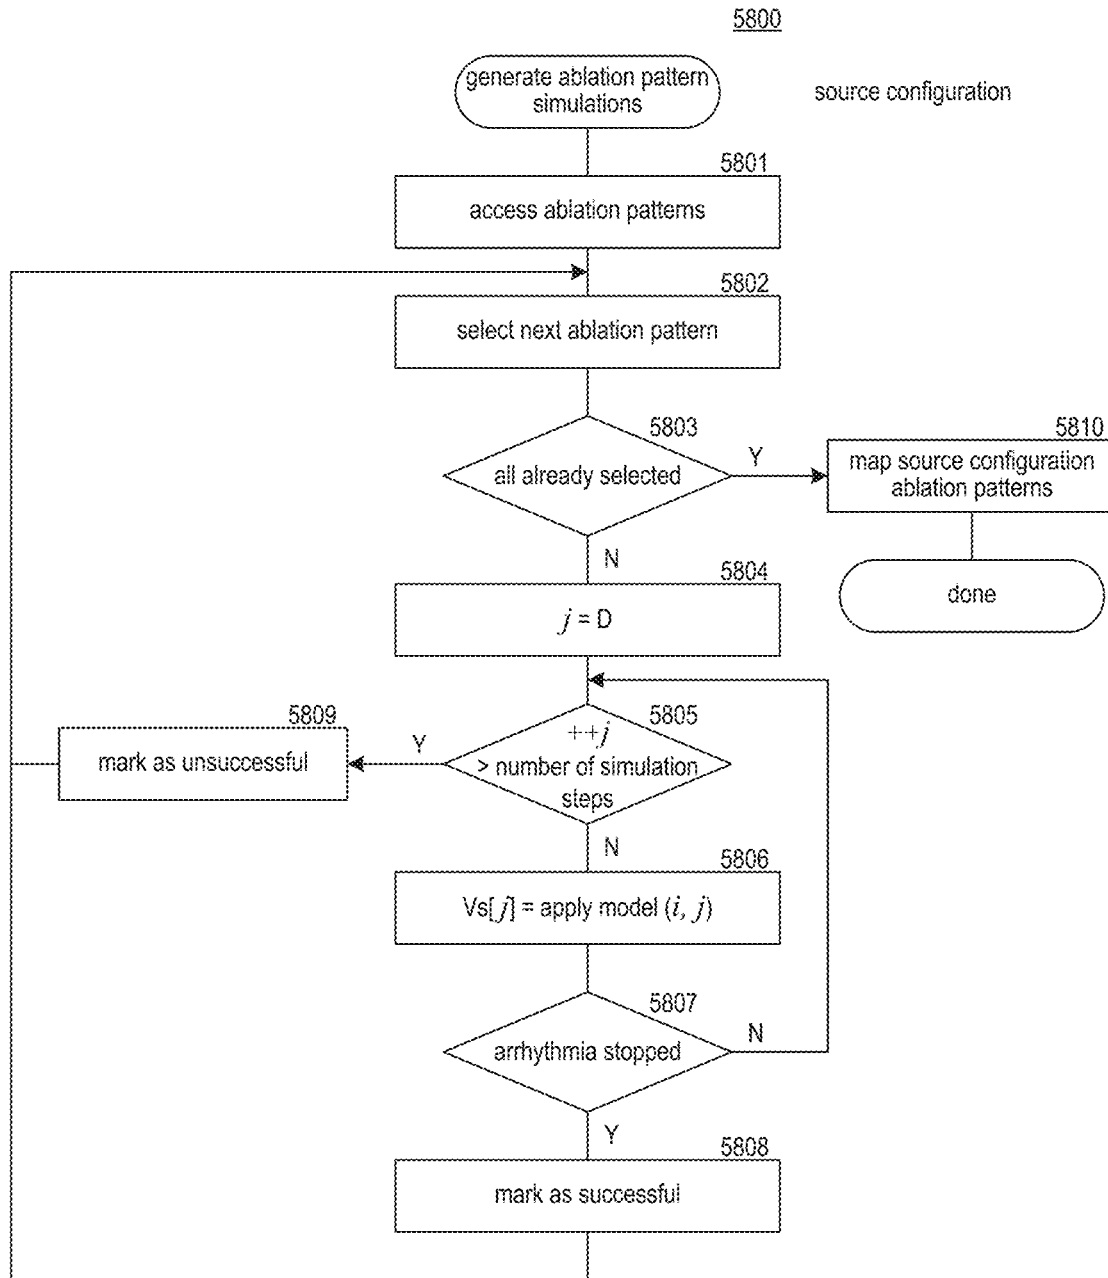 5800
generate ablation pattern
simulations
source configuration
5801
access ablation patterns
5802
select next ablation pattern
5803
all already selected
Y
N
5810
map source configuration
ablation patterns
done
5804
j = D
5805
++j
> number of simulation
steps
Y
N
5809
mark as unsuccessful
5806
Vs[ j] = apply model (i, j)
5807
arrhythmia stopped
N
Y
5808
mark as successful